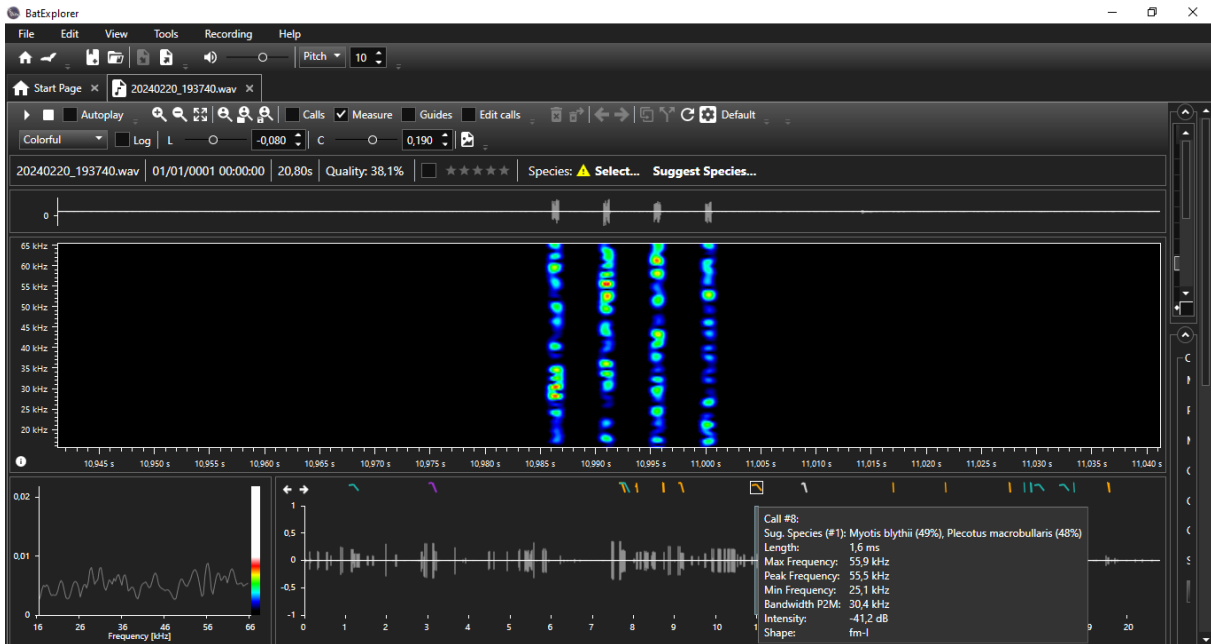 BatExplorer
File Edit View Tools Recording Help
Pitch 10
Start Page 20240220_193740.wav
Autoplay Calls Measure Guides Edit calls Default
Colorful Log L -0,080 C 0,190
20240220_193740.wav 01/01/0001 00:00:00 20,80s Quality: 38,1% Species: Select... Suggest Species...
0
65 kHz
60 kHz
55 kHz
50 kHz
45 kHz
40 kHz
35 kHz
30 kHz
25 kHz
20 kHz
10,945 s 10,950 s 10,955 s 10,960 s 10,965 s 10,970 s 10,975 s 10,980 s 10,985 s 10,990 s 10,995 s 11,000 s 11,005 s 11,010 s 11,015 s 11,020 s 11,025 s 11,030 s 11,035 s 11,040 s
0,02
0,01
0
16 26 36 46 56 66
Frequency [kHz]
1
0,5
0
-0,5
-1
0 1 2 3 4 5 6 7 8 9 10 1 9 20
Call #8:
Sug. Species (#1): Myotis blythii (49%), Plecotus macrobullaris (48%)
Length: 1,6 ms
Max Frequency: 55,9 kHz
Peak Frequency: 55,5 kHz
Min Frequency: 25,1 kHz
Bandwidth P2M: 30,4 kHz
Intensity: -41,2 dB
Shape: fm-l